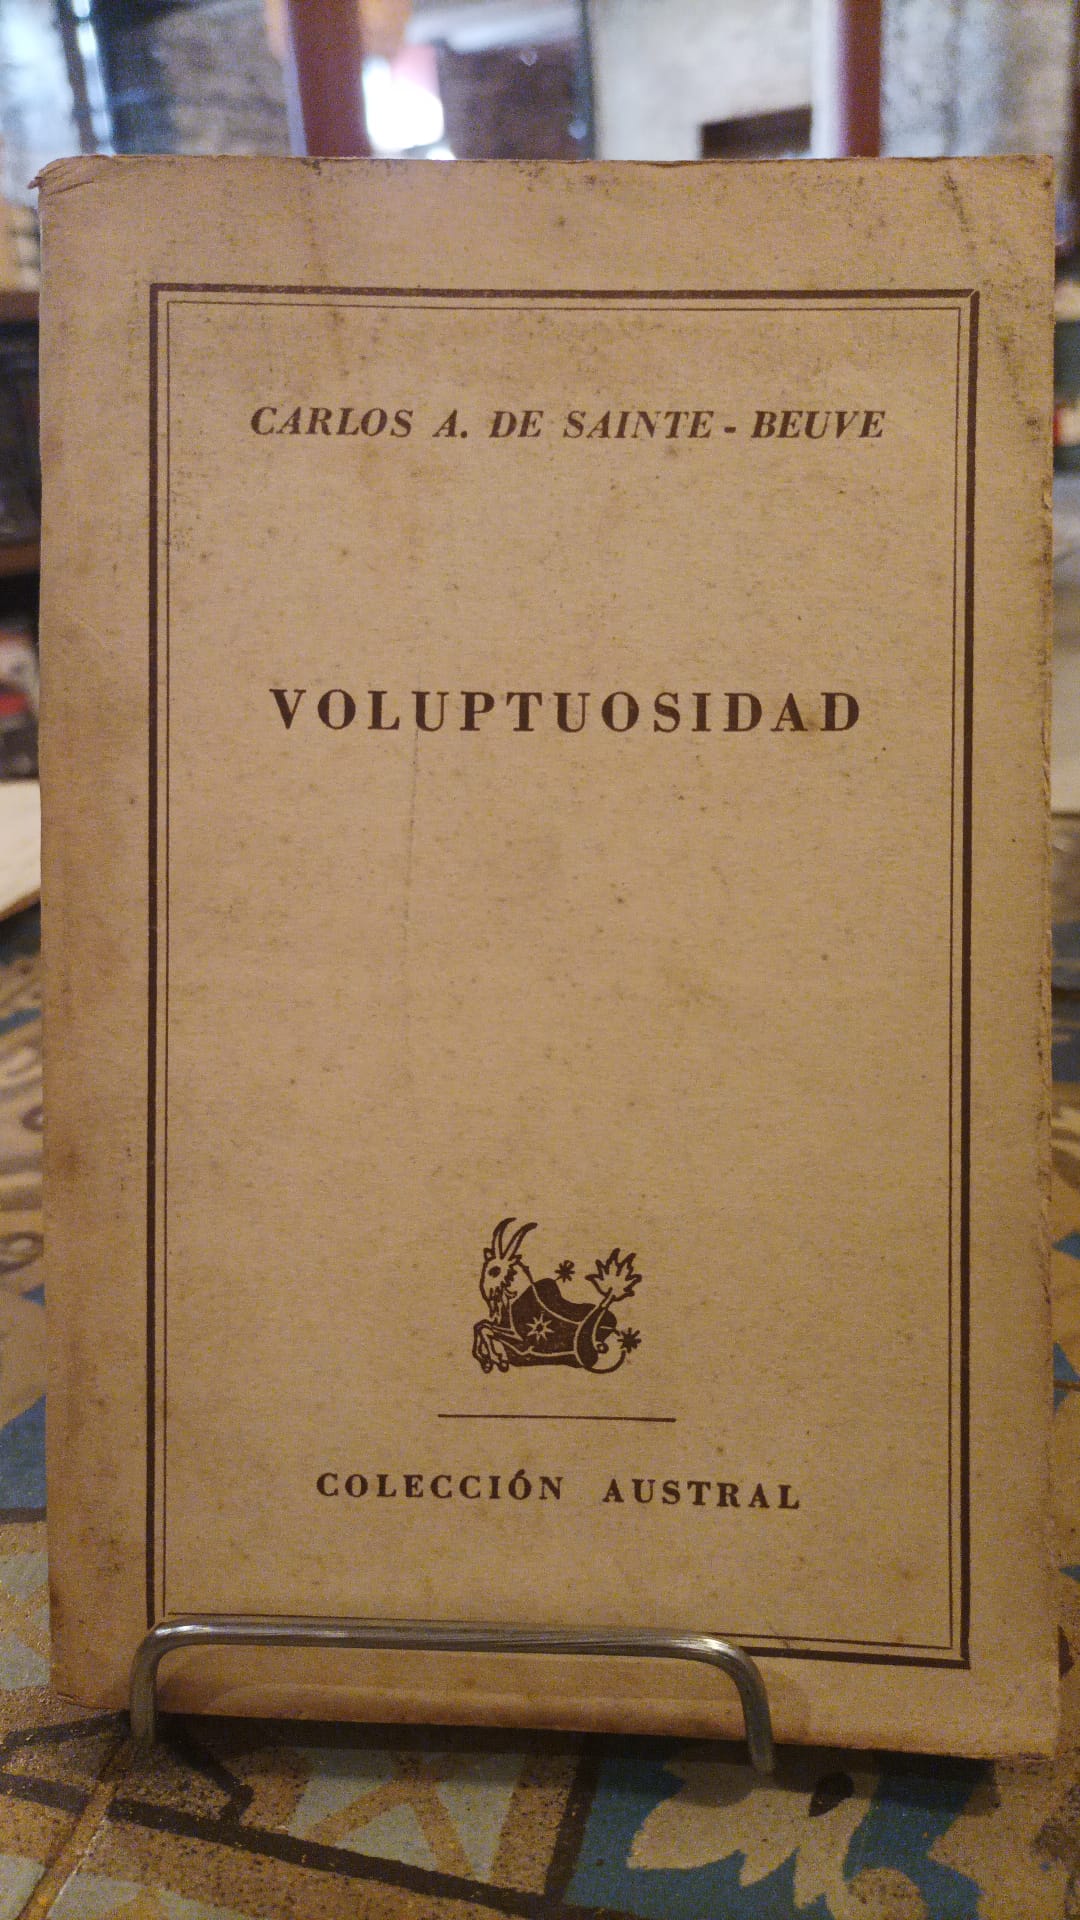 CARLOS A. DE SAINTE-BEUVE
VOLUPTUOSIDAD
COLECCIÓN AUSTRAL